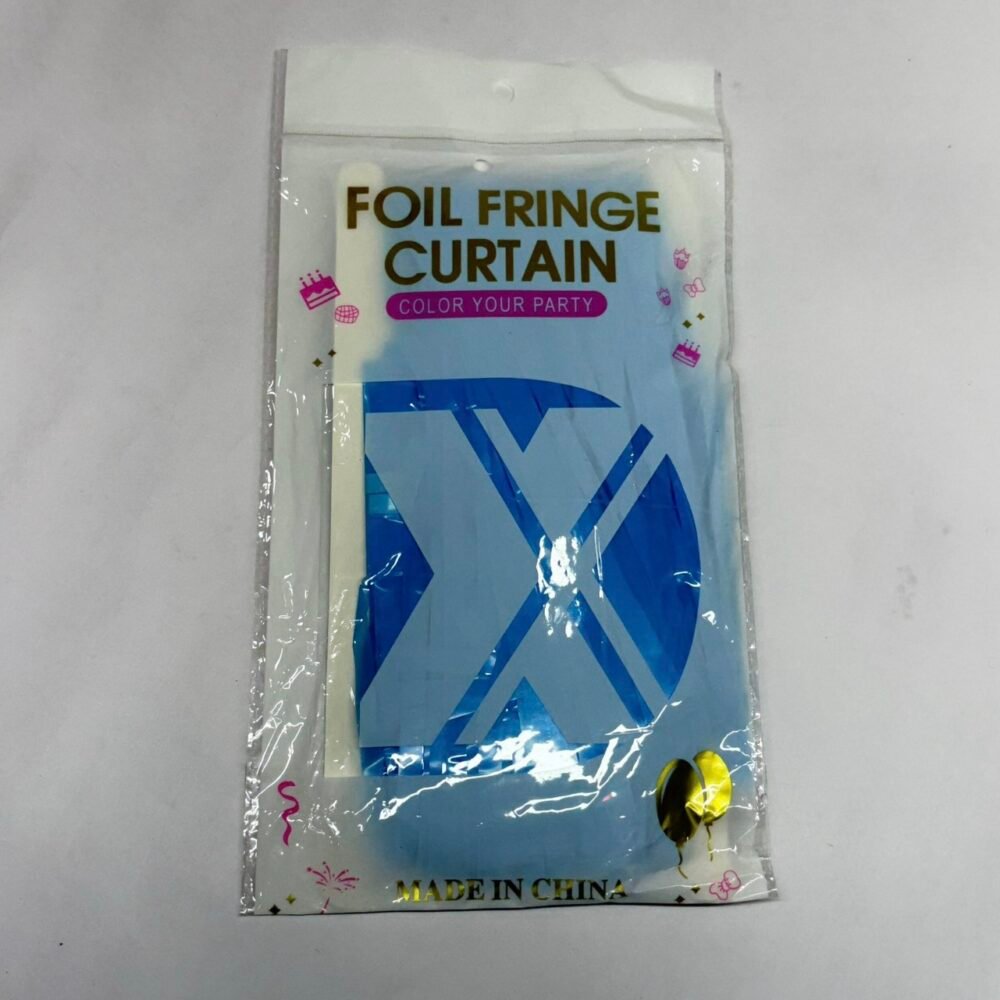 FOIL FRINGE
CURTAIN
COLOR YOUR PARTY
X
MADE IN CHINA